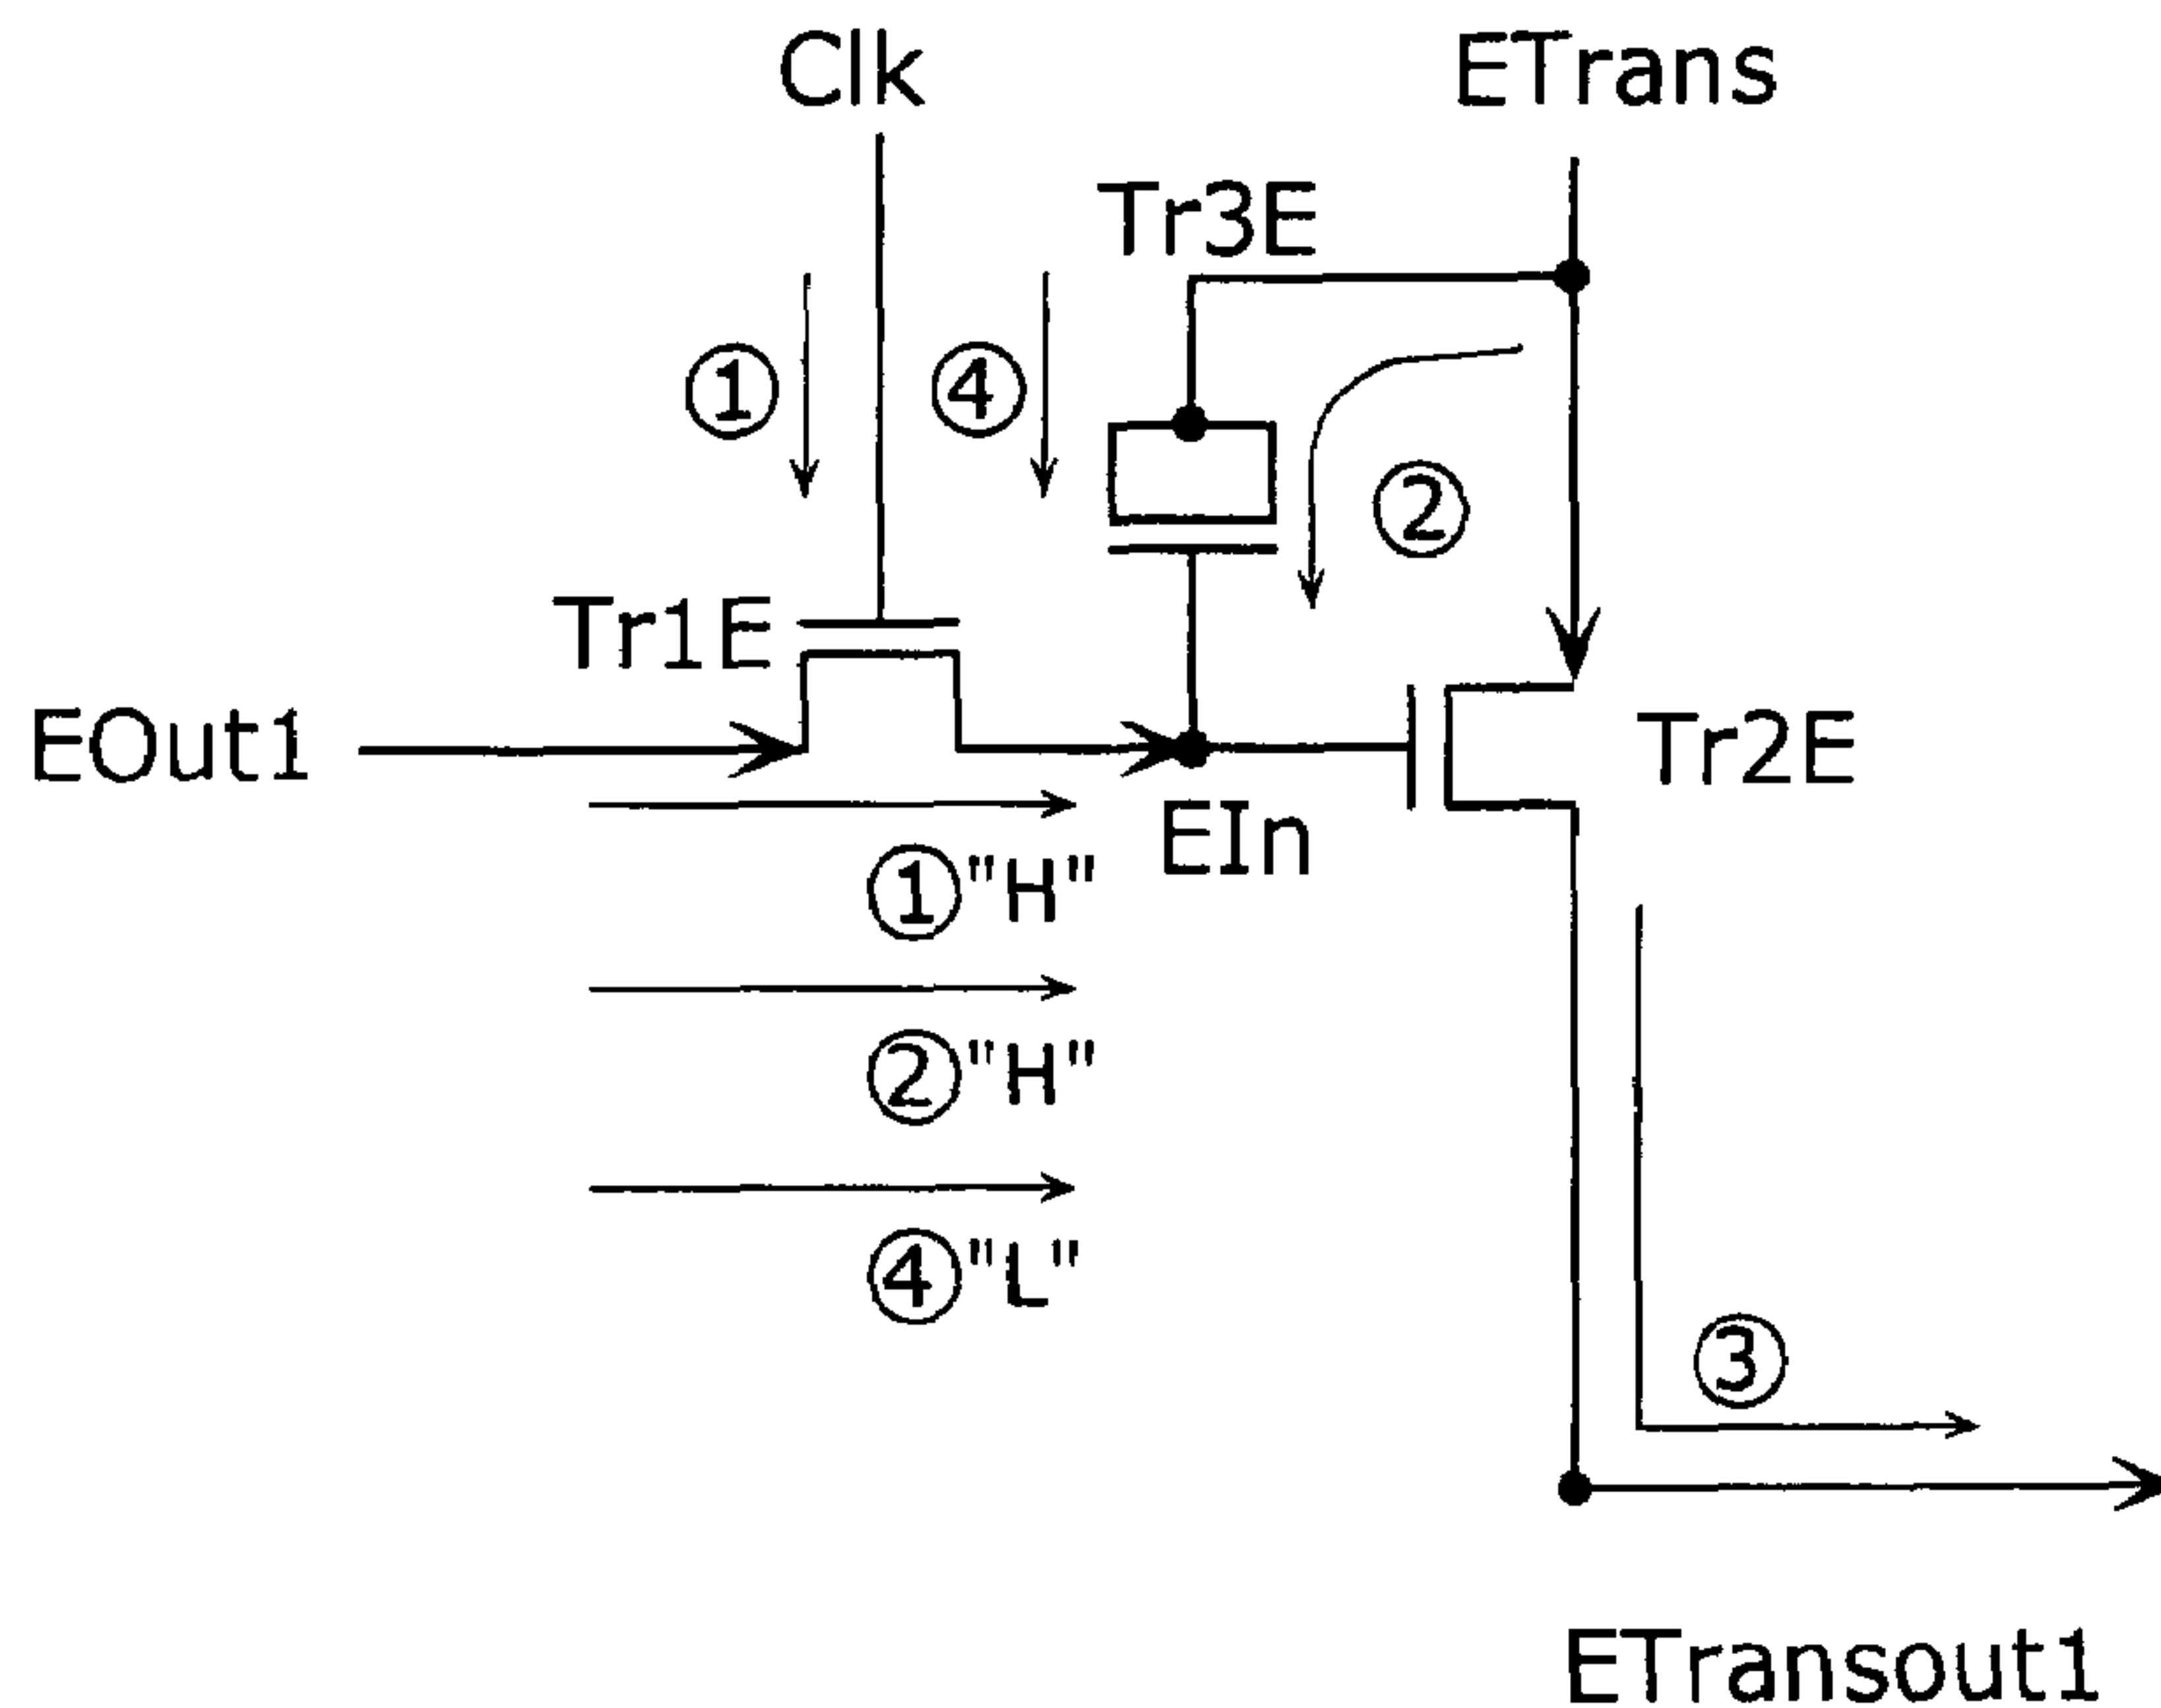 Clk
ETrans
Tr3E
①
④
②
Tr1E
EOut1
Tr2E
EIn
①"H"
②"H"
④"L"
③
ETransout1